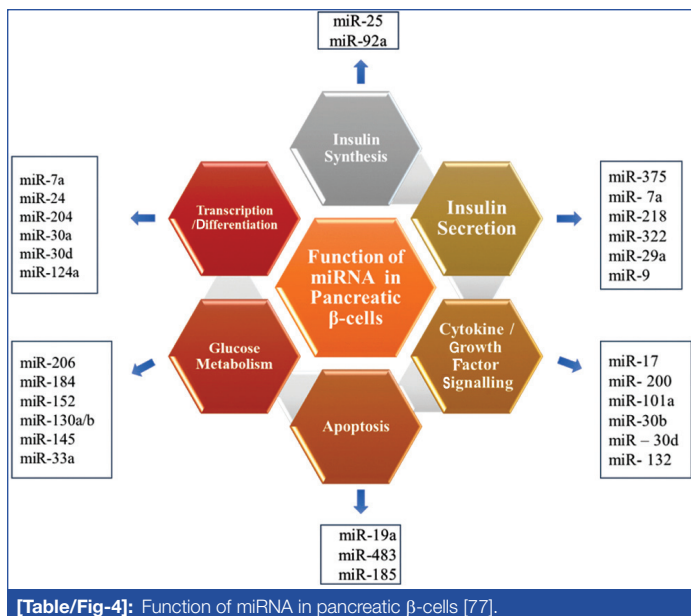 miR-25
miR-92a
Insulin
Synthesis
miR-7a
miR-24
miR-204
miR-30a
miR-30d
miR-124a
Transcription
/Differentiation
Insulin
Secretion
miR-375
miR- 7a
miR-218
miR-322
miR-29a
miR-9
Function of
miRNA in
Pancreatic
β-cells
miR-206
miR-184
miR-152
miR-130a/b
miR-145
miR-33a
Glucose
Metabolism
Cytokine /
Growth
Factor
Signalling
miR-17
miR- 200
miR-101a
miR-30b
miR – 30d
miR- 132
Apoptosis
miR-19a
miR-483
miR-185
[Table/Fig-4]: Function of miRNA in pancreatic β-cells [77].